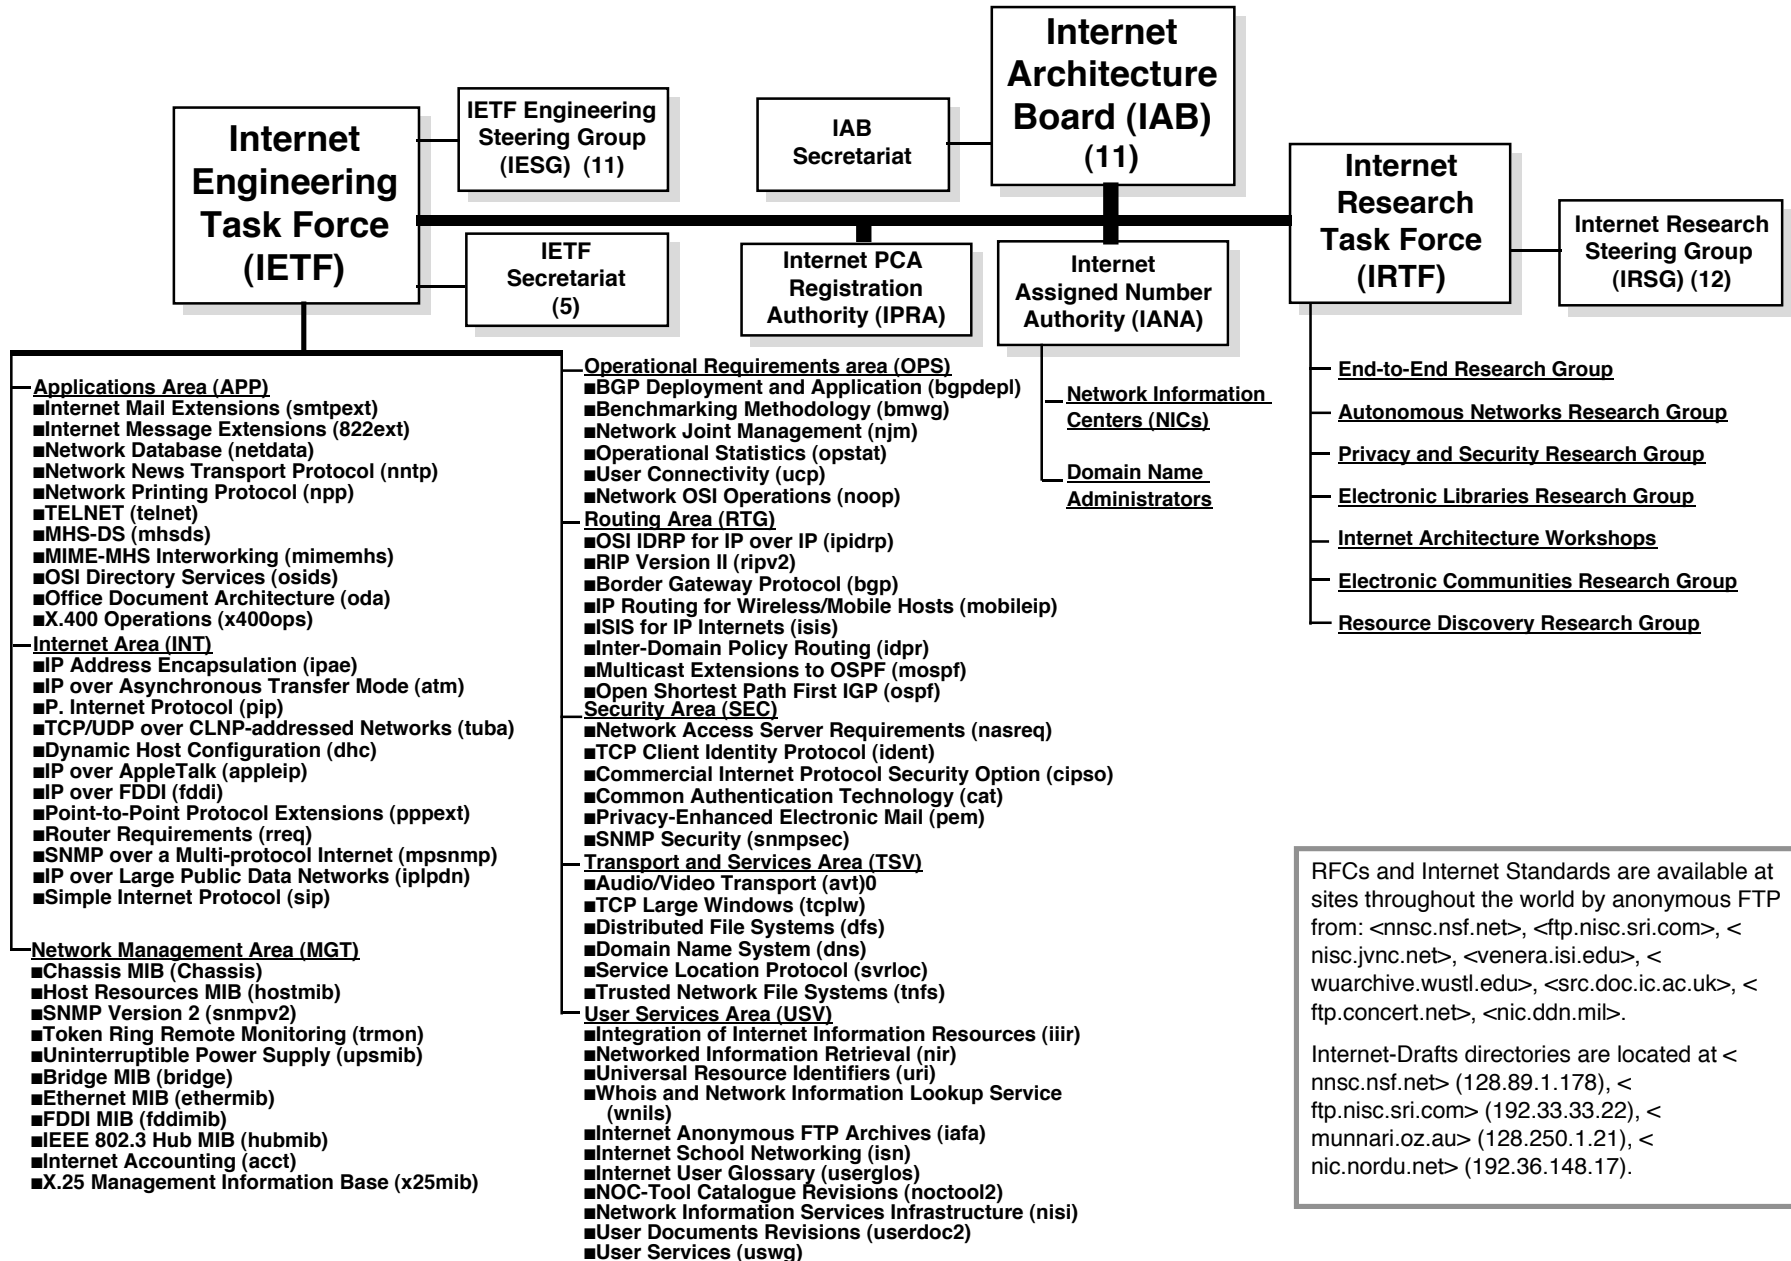 Internet
Architecture
Board (IAB)
(11)
IAB
Secretariat
IETF Engineering
Steering Group
(IESG) (11)
Internet
Engineering
Task Force
(IETF)
IETF
Secretariat
(5)
Internet PCA
Registration
Authority (IPRA)
Internet
Assigned Number
Authority (IANA)
Internet
Research
Task Force
(IRTF)
Internet Research
Steering Group
(IRSG) (12)
Applications Area (APP)
■Internet Mail Extensions (smtpext)
■Internet Message Extensions (822ext)
■Network Database (netdata)
■Network News Transport Protocol (nntp)
■Network Printing Protocol (npp)
■TELNET (telnet)
■MHS-DS (mhsds)
■MIME-MHS Interworking (mimemhs)
■OSI Directory Services (osids)
■Office Document Architecture (oda)
■X.400 Operations (x400ops)
Internet Area (INT)
■IP Address Encapsulation (ipae)
■IP over Asynchronous Transfer Mode (atm)
■P. Internet Protocol (pip)
■TCP/UDP over CLNP-addressed Networks (tuba)
■Dynamic Host Configuration (dhc)
■IP over AppleTalk (appleip)
■IP over FDDI (fddi)
■Point-to-Point Protocol Extensions (pppext)
■Router Requirements (rreq)
■SNMP over a Multi-protocol Internet (mpsnmp)
■IP over Large Public Data Networks (iplpdn)
■Simple Internet Protocol (sip)
Network Management Area (MGT)
■Chassis MIB (Chassis)
■Host Resources MIB (hostmib)
■SNMP Version 2 (snmpv2)
■Token Ring Remote Monitoring (trmon)
■Uninterruptible Power Supply (upsmib)
■Bridge MIB (bridge)
■Ethernet MIB (ethermib)
■FDDI MIB (fddimib)
■IEEE 802.3 Hub MIB (hubmib)
■Internet Accounting (acct)
■X.25 Management Information Base (x25mib)
Operational Requirements area (OPS)
■BGP Deployment and Application (bgpdepl)
■Benchmarking Methodology (bmwg)
■Network Joint Management (njm)
■Operational Statistics (opstat)
■User Connectivity (ucp)
■Network OSI Operations (noop)
Routing Area (RTG)
■OSI IDRP for IP over IP (ipidrp)
■RIP Version II (ripv2)
■Border Gateway Protocol (bgp)
■IP Routing for Wireless/Mobile Hosts (mobileip)
■ISIS for IP Internets (isis)
■Inter-Domain Policy Routing (idpr)
■Multicast Extensions to OSPF (mospf)
■Open Shortest Path First IGP (ospf)
Security Area (SEC)
■Network Access Server Requirements (nasreq)
■TCP Client Identity Protocol (ident)
■Commercial Internet Protocol Security Option (cipso)
■Common Authentication Technology (cat)
■Privacy-Enhanced Electronic Mail (pem)
■SNMP Security (snmpsec)
Transport and Services Area (TSV)
■Audio/Video Transport (avt)0
■TCP Large Windows (tcplw)
■Distributed File Systems (dfs)
■Domain Name System (dns)
■Service Location Protocol (svrloc)
■Trusted Network File Systems (tnfs)
User Services Area (USV)
■Integration of Internet Information Resources (iiir)
■Networked Information Retrieval (nir)
■Universal Resource Identifiers (uri)
■Whois and Network Information Lookup Service
(wnils)
■Internet Anonymous FTP Archives (iafa)
■Internet School Networking (isn)
■Internet User Glossary (userglos)
■NOC-Tool Catalogue Revisions (noctool2)
■Network Information Services Infrastructure (nisi)
■User Documents Revisions (userdoc2)
■User Services (uswg)
Network Information
Centers (NICs)
Domain Name
Administrators
End-to-End Research Group
Autonomous Networks Research Group
Privacy and Security Research Group
Electronic Libraries Research Group
Internet Architecture Workshops
Electronic Communities Research Group
Resource Discovery Research Group
RFCs and Internet Standards are available at
sites throughout the world by anonymous FTP
from: <nnsc.nsf.net>, <ftp.nisc.sri.com>, <
nisc.jvnc.net>, <venera.isi.edu>, <
wuarchive.wustl.edu>, <src.doc.ic.ac.uk>, <
ftp.concert.net>, <nic.ddn.mil>.
Internet-Drafts directories are located at <
nnsc.nsf.net> (128.89.1.178), <
ftp.nisc.sri.com> (192.33.33.22), <
munnari.oz.au> (128.250.1.21), <
nic.nordu.net> (192.36.148.17).